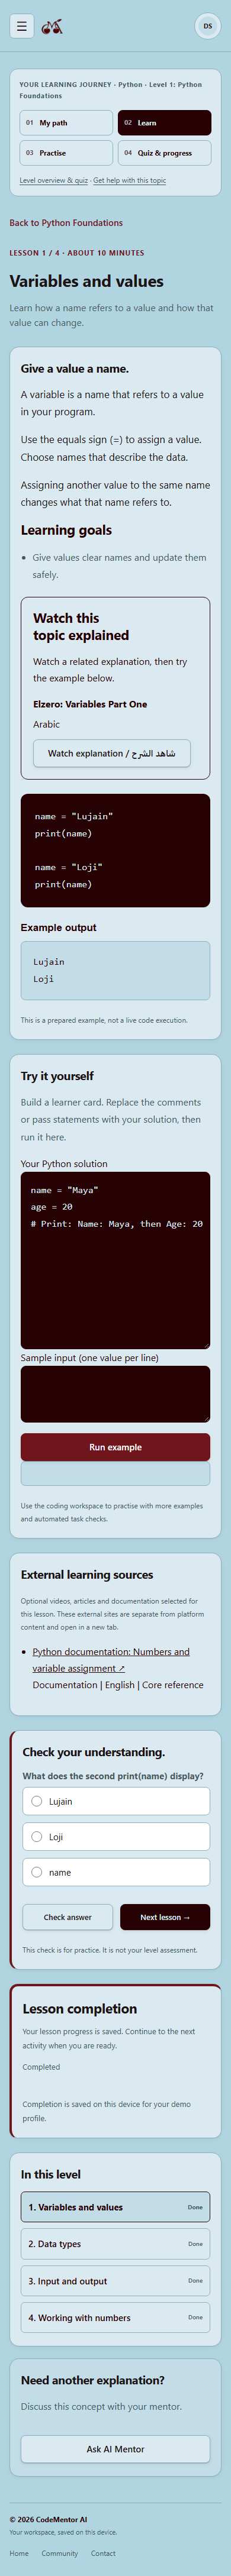 ☰
DS
YOUR LEARNING JOURNEY · Python · Level 1: Python
Foundations
01 My path
02 Learn
03 Practise
04 Quiz & progress
Level overview & quiz · Get help with this topic
Back to Python Foundations
LESSON 1 / 4 · ABOUT 10 MINUTES
Variables and values
Learn how a name refers to a value and how that
value can change.
Give a value a name.
A variable is a name that refers to a value
in your program.
Use the equals sign (=) to assign a value.
Choose names that describe the data.
Assigning another value to the same name
changes what that name refers to.
Learning goals
• Give values clear names and update them
safely.
Watch this
topic explained
Watch a related explanation, then try
the example below.
Elzero: Variables Part One
Arabic
Watch explanation / شاهد الشرح
name = "Lujain"
print(name)
name = "Loji"
print(name)
Example output
Lujain
Loji
This is a prepared example, not a live code execution.
Try it yourself
Build a learner card. Replace the comments
or pass statements with your solution, then
run it here.
Your Python solution
name = "Maya"
age = 20
# Print: Name: Maya, then Age: 20
Sample input (one value per line)
Run example
Use the coding workspace to practise with more examples
and automated task checks.
External learning sources
Optional videos, articles and documentation selected for
this lesson. These external sites are separate from platform
content and open in a new tab.
• Python documentation: Numbers and
variable assignment ↗
Documentation | English | Core reference
Check your understanding.
What does the second print(name) display?
Lujain
Loji
name
Check answer
Next lesson →
This check is for practice. It is not your level assessment.
Lesson completion
Your lesson progress is saved. Continue to the next
activity when you are ready.
Completed
Completion is saved on this device for your demo
profile.
In this level
1. Variables and values Done
2. Data types Done
3. Input and output Done
4. Working with numbers Done
Need another explanation?
Discuss this concept with your mentor.
Ask AI Mentor
© 2026 CodeMentor AI
Your workspace, saved on this device.
Home Community Contact